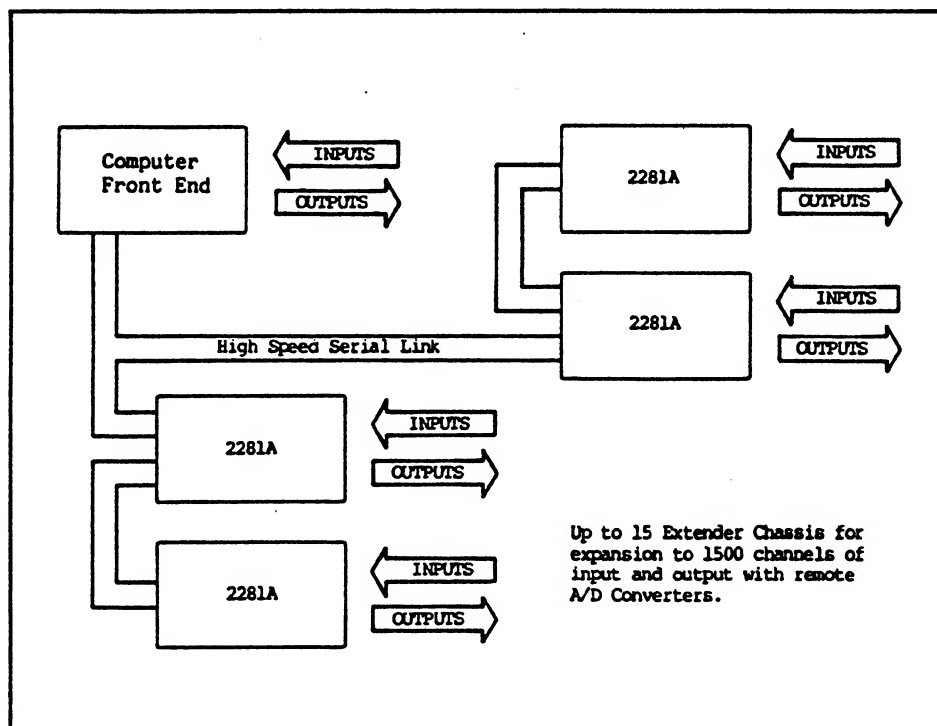 Computer
Front End
INPUTS
OUTPUTS
2281A
INPUTS
OUTPUTS
2281A
INPUTS
OUTPUTS
High Speed Serial Link
2281A
INPUTS
OUTPUTS
2281A
INPUTS
OUTPUTS
Up to 15 Extender Chassis for
expansion to 1500 channels of
input and output with remote
A/D Converters.